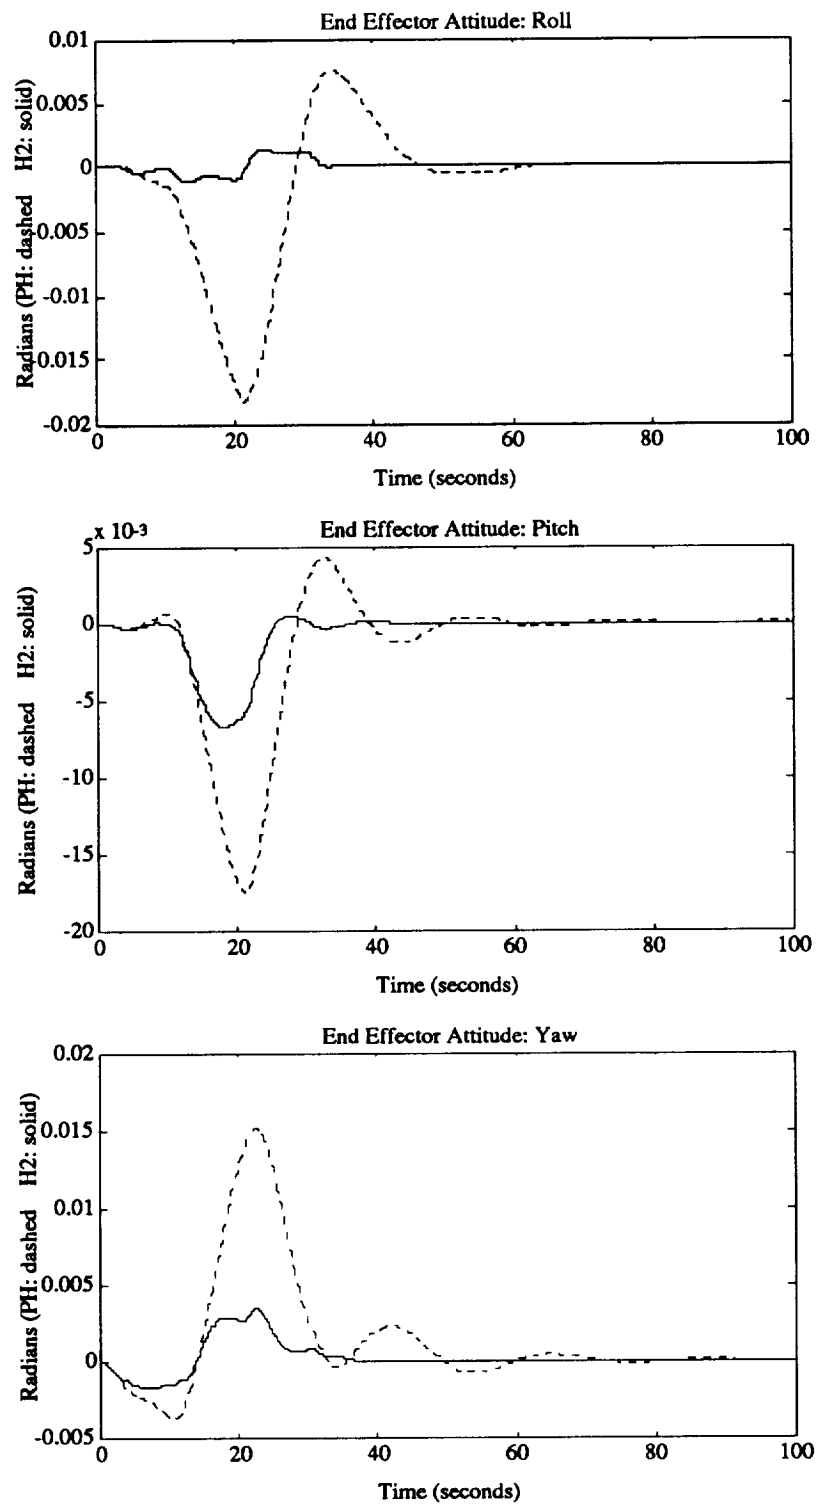 End Effector Attitude: Roll
Radians (PH: dashed H2: solid)
0.01
0.005
0
-0.005
-0.01
-0.015
-0.02
0 20 40 60 80 100
Time (seconds)
x 10-3
End Effector Attitude: Pitch
Radians (PH: dashed H2: solid)
5
0
-5
-10
-15
-20
0 20 40 60 80 100
Time (seconds)
End Effector Attitude: Yaw
Radians (PH: dashed H2: solid)
0.02
0.015
0.01
0.005
0
-0.005
0 20 40 60 80 100
Time (seconds)